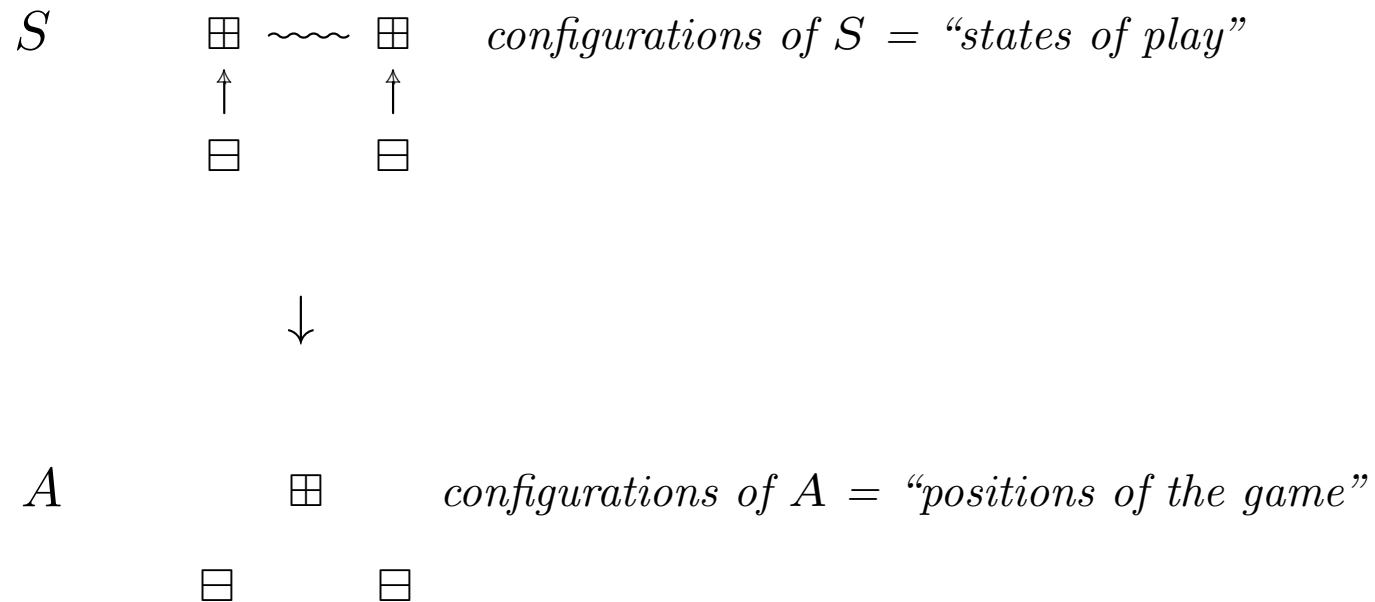 S ⊞ ⊞ configurations of S = “states of play”
⊟ ⊟
A ⊞ configurations of A = “positions of the game”
⊟ ⊟